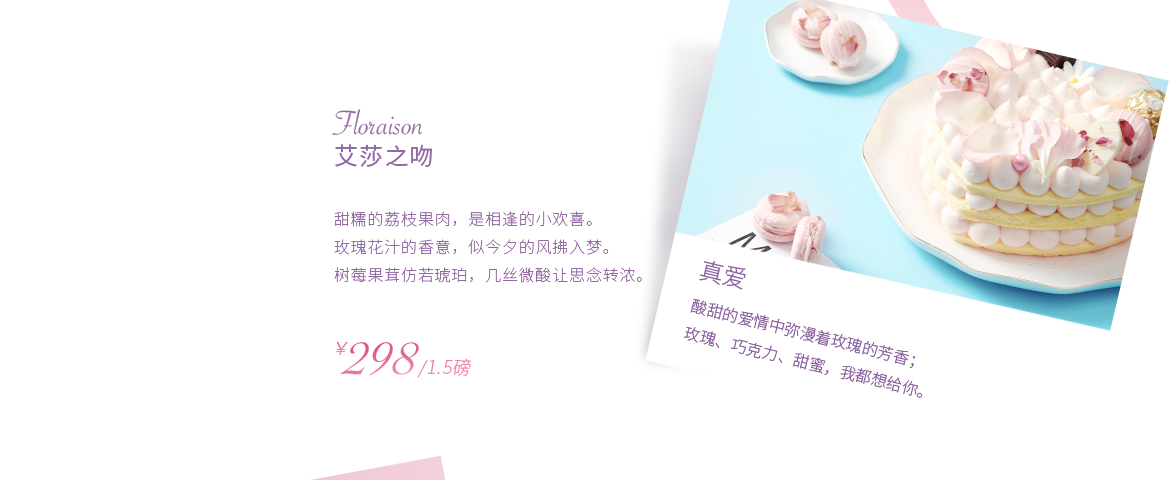 Floraison
艾莎之吻
甜糯的荔枝果肉，是相逢的小欢喜。
玫瑰花汁的香意，似今夕的风拂入梦。
树莓果茸仿若琥珀，几丝微酸让思念转浓。
¥298/1.5磅
真爱
酸甜的爱情中弥漫着玫瑰的芳香；
玫瑰、巧克力、甜蜜，我都想给你。